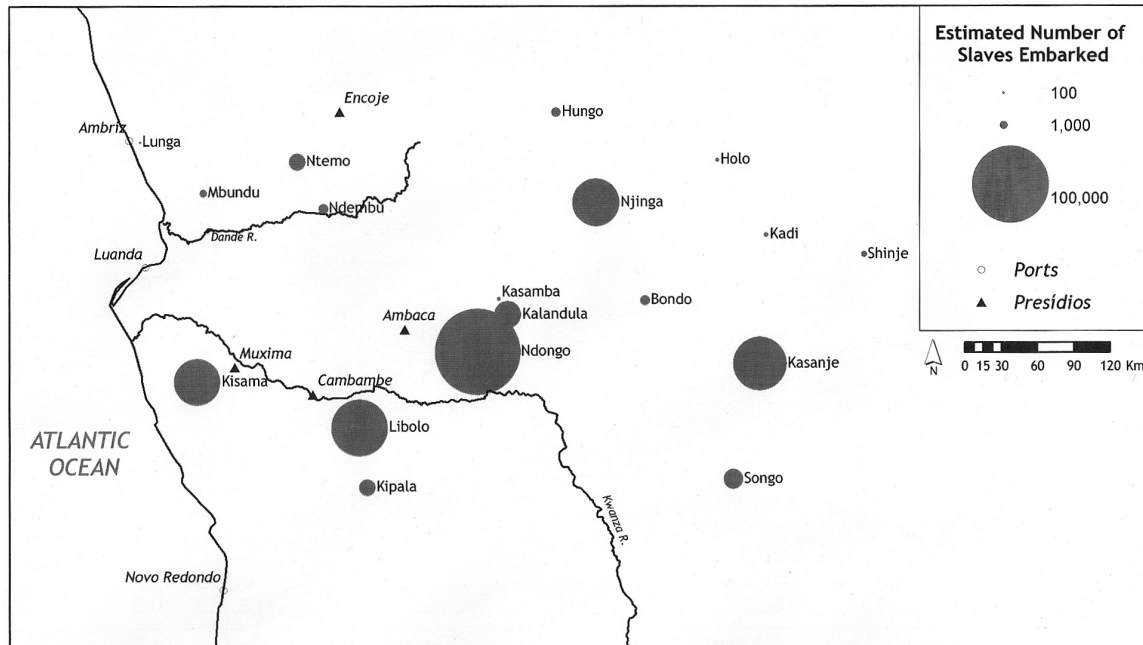 Estimated Number of
Slaves Embarked
100
1,000
100,000
Ports
Presídios
N
0 15 30 60 90 120 Km
Encoje
Hungo
Ambriz
Lunga
Ntemo
Holo
Mbundu
Njinga
Ndembu
Dande R.
Kadi
Luanda
Shinje
Kasamba
Bondo
Ambaca
Kalandula
Ndongo
Muxima
Kasanje
Kisama
Cambambe
Libolo
ATLANTIC
OCEAN
Songo
Kipala
Kwanza R.
Novo Redondo